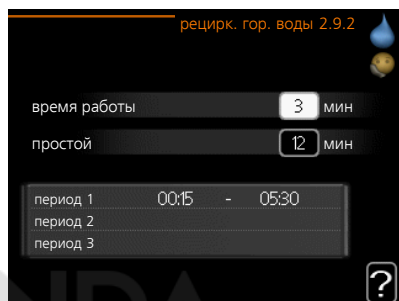 рецирк. гор. воды 2.9.2
время работы 3 мин
простой 12 мин
период 1 00:15 - 05:30
период 2
период 3
?